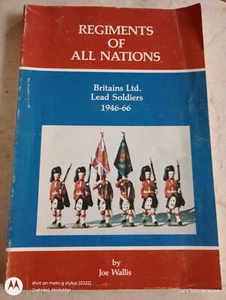 REGIMENTS
OF
ALL NATIONS
Britains Ltd.
Lead Soldiers
1946-66
by
Joe Wallis
shot on moto g stylus (2022)